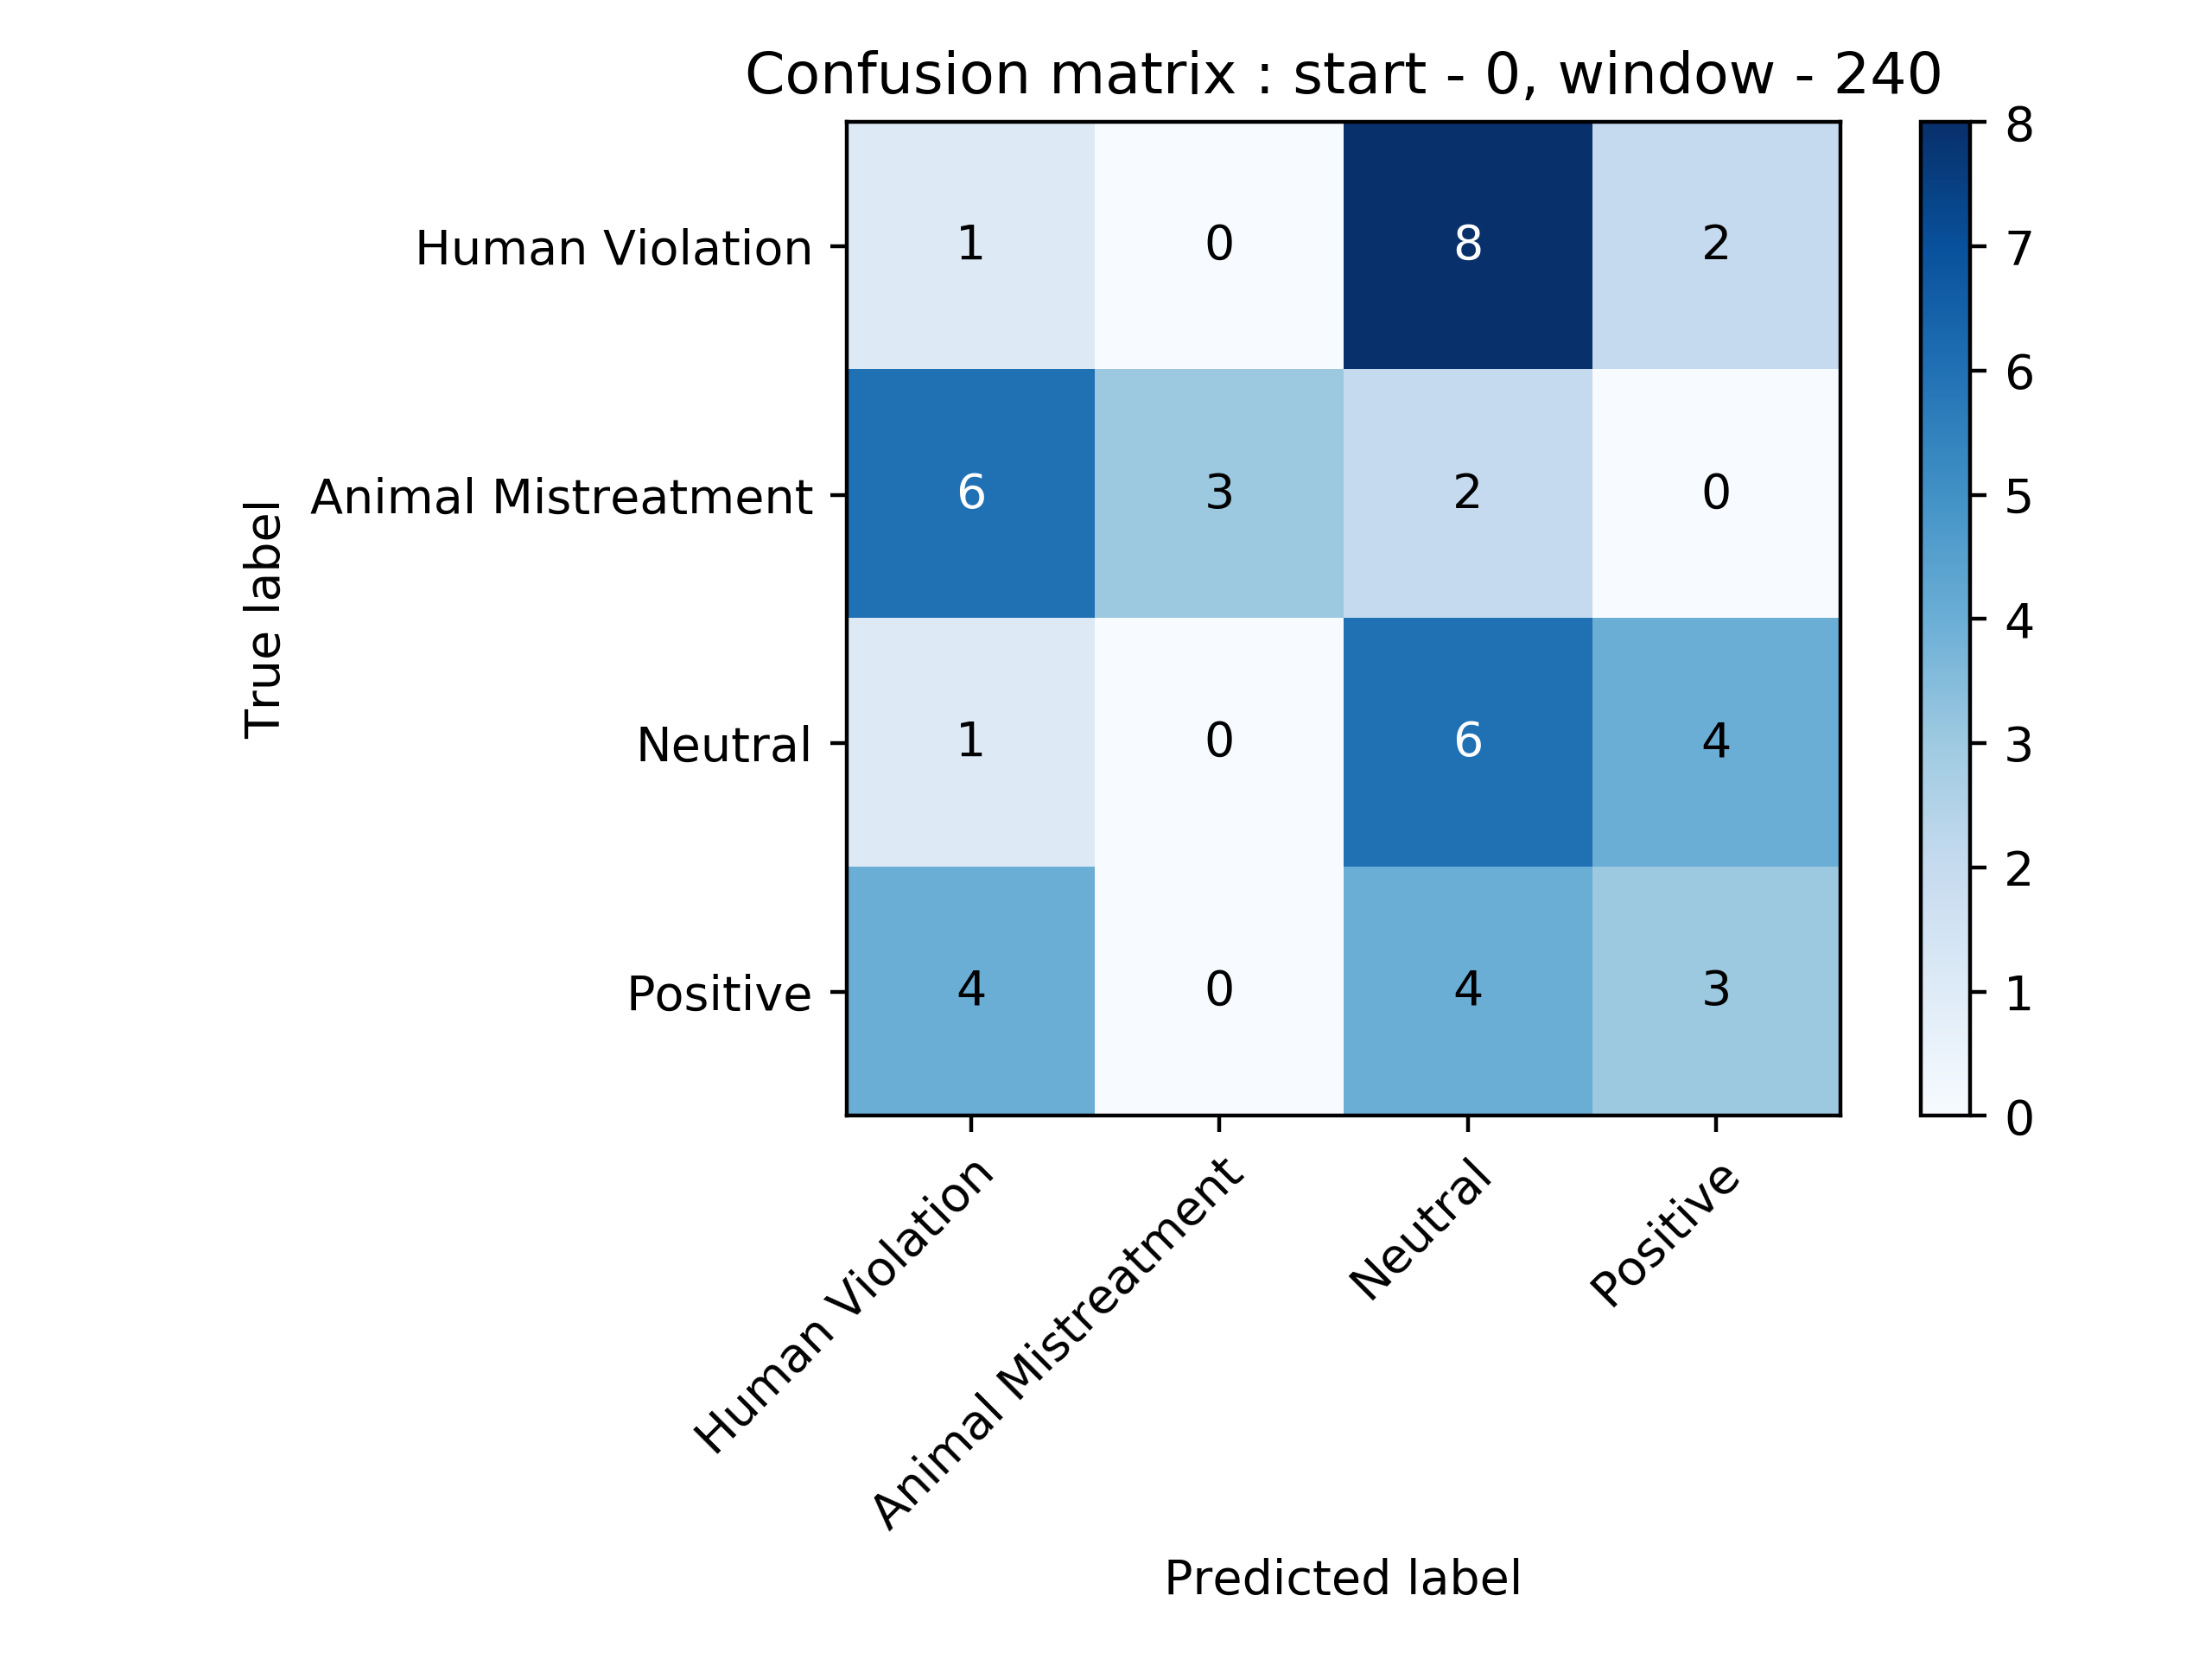 Confusion matrix : start - 0, window - 240
True label
Human Violation
1 0 8 2
Animal Mistreatment
6 3 2 0
Neutral
1 0 6 4
Positive
4 0 4 3
Human Violation
Animal Mistreatment
Neutral
Positive
Predicted label
8
7
6
5
4
3
2
1
0